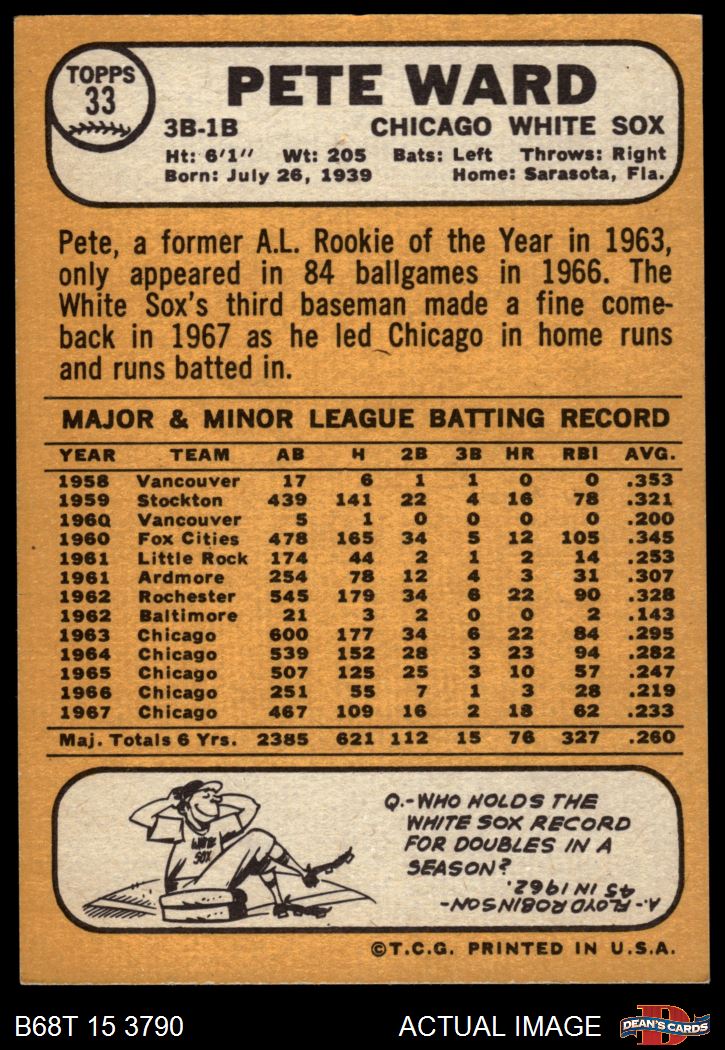 TOPPS
33
PETE WARD
3B-1B CHICAGO WHITE SOX
Ht: 6'1" Wt: 205 Bats: Left Throws: Right
Born: July 26, 1939 Home: Sarasota, Fla.
Pete, a former A.L. Rookie of the Year in 1963,
only appeared in 84 ballgames in 1966. The
White Sox's third baseman made a fine come-
back in 1967 as he led Chicago in home runs
and runs batted in.
MAJOR & MINOR LEAGUE BATTING RECORD
YEAR TEAM AB H 2B 3B HR RBI AVG.
1958 Vancouver 17 6 1 1 0 0 .353
1959 Stockton 439 141 22 4 16 78 .321
1960 Vancouver 5 1 0 0 0 0 .200
1960 Fox Cities 478 165 34 5 12 105 .345
1961 Little Rock 174 44 2 1 2 14 .253
1961 Ardmore 254 78 12 4 3 31 .307
1962 Rochester 545 179 34 6 22 90 .328
1962 Baltimore 21 3 2 0 0 2 .143
1963 Chicago 600 177 34 6 22 84 .295
1964 Chicago 539 152 28 3 23 94 .282
1965 Chicago 507 125 25 3 10 57 .247
1966 Chicago 251 55 7 1 3 28 .219
1967 Chicago 467 109 16 2 18 62 .233
Maj. Totals 6 Yrs. 2385 621 112 15 76 327 .260
WHITE
SOX
Q.-WHO HOLDS THE
WHITE SOX RECORD
FOR DOUBLES IN A
SEASON?
A.-FLOYD ROBINSON-
45 IN 1962.
©T.C.G. PRINTED IN U.S.A.
B68T 15 3790 ACTUAL IMAGE DEAN'S CARDS